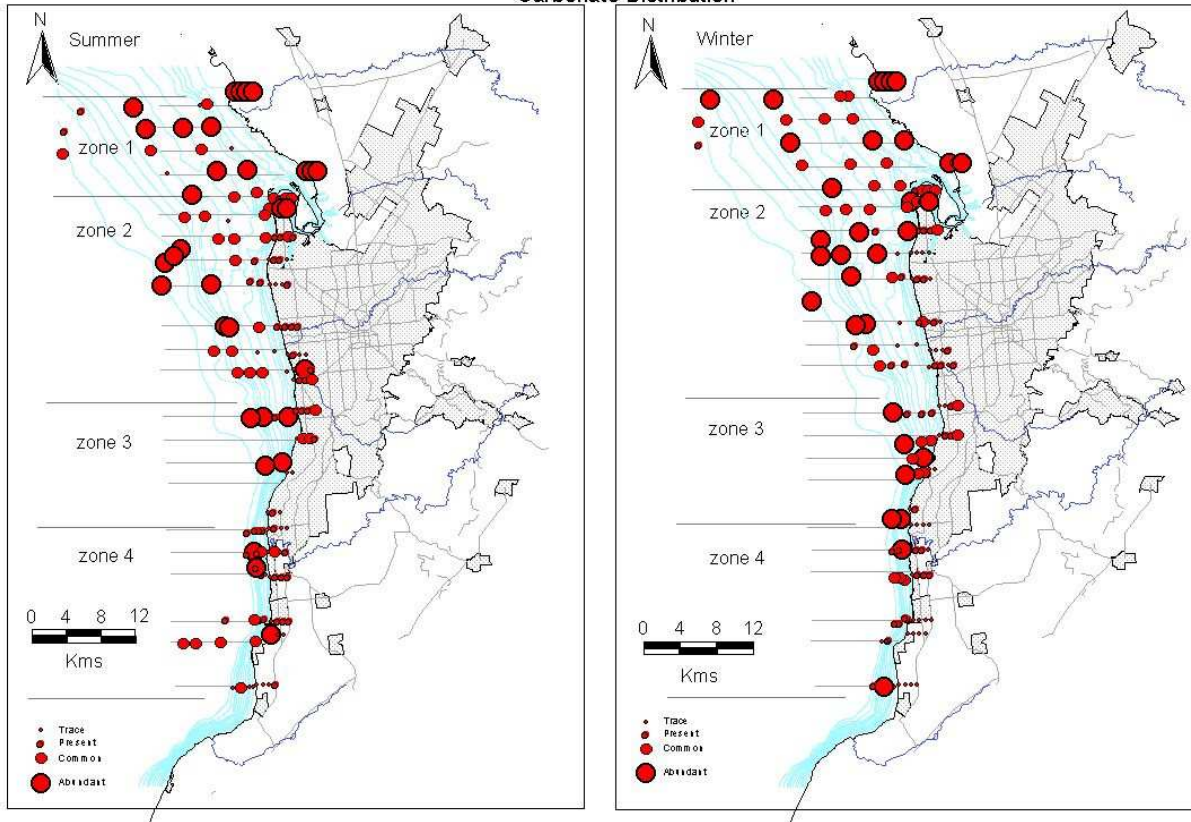 Carbonate Distribution
N
Summer
zone 1
zone 2
zone 3
zone 4
0 4 8 12
Kms
Trace
Present
Common
Abundant
N
Winter
zone 1
zone 2
zone 3
zone 4
0 4 8 12
Kms
Trace
Present
Common
Abundant